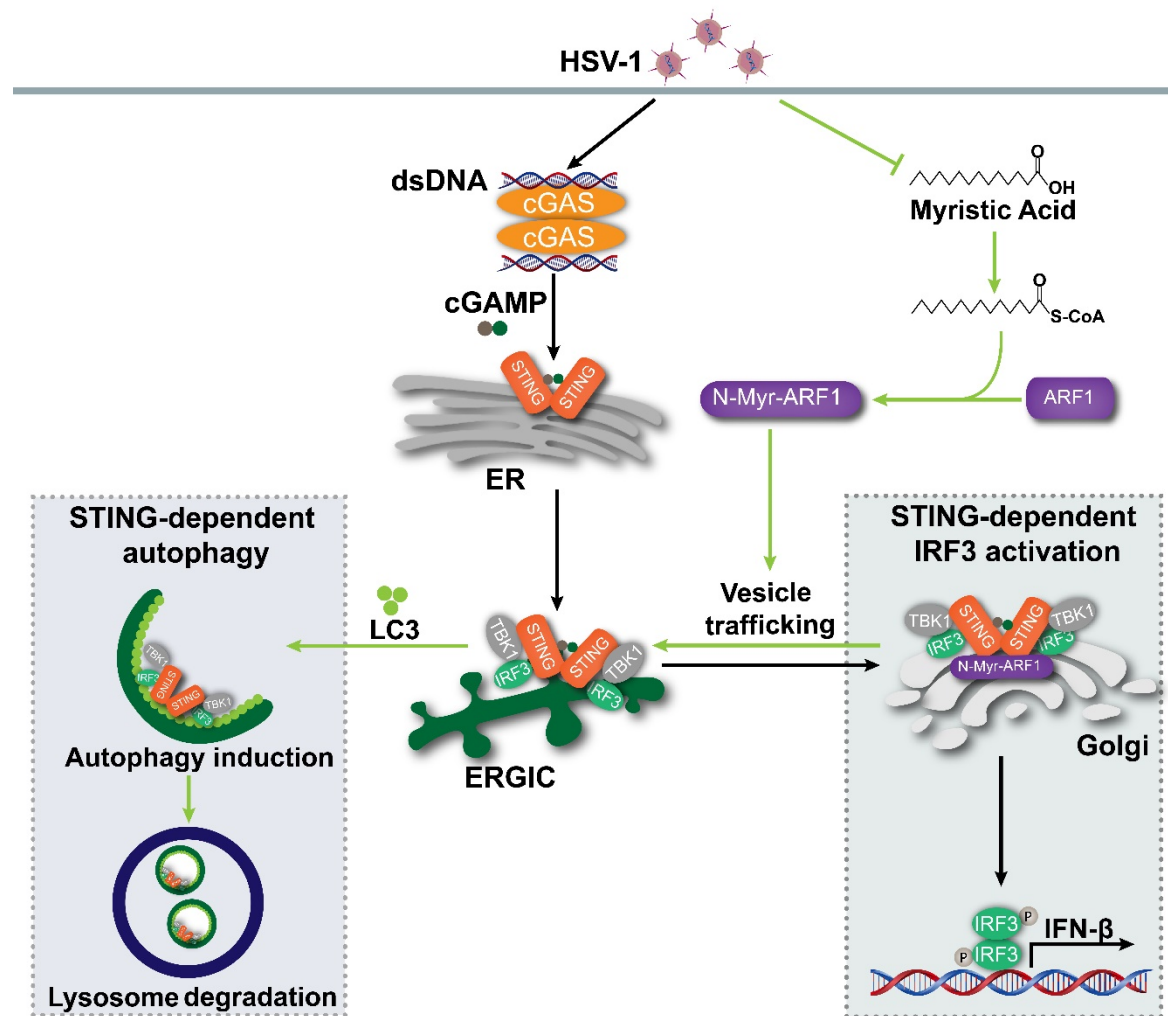 HSV-1
dsDNA
cGAS
cGAS
cGAMP
O
OH
Myristic Acid
O
S-CoA
STING
STING
ER
N-Myr-ARF1
ARF1
STING-dependent
autophagy
TBK1
IRF3
STING
STING
TBK1
RF3
Autophagy induction
Lysosome degradation
LC3
TBK1
STING
STING
TBK1
IRF3
RF3
ERGIC
Vesicle
trafficking
STING-dependent
IRF3 activation
TBK1
STING
STING
TBK1
IRF3
IRF3
N-Myr-ARF1
Golgi
IRF3
P
P
IRF3
IFN-β